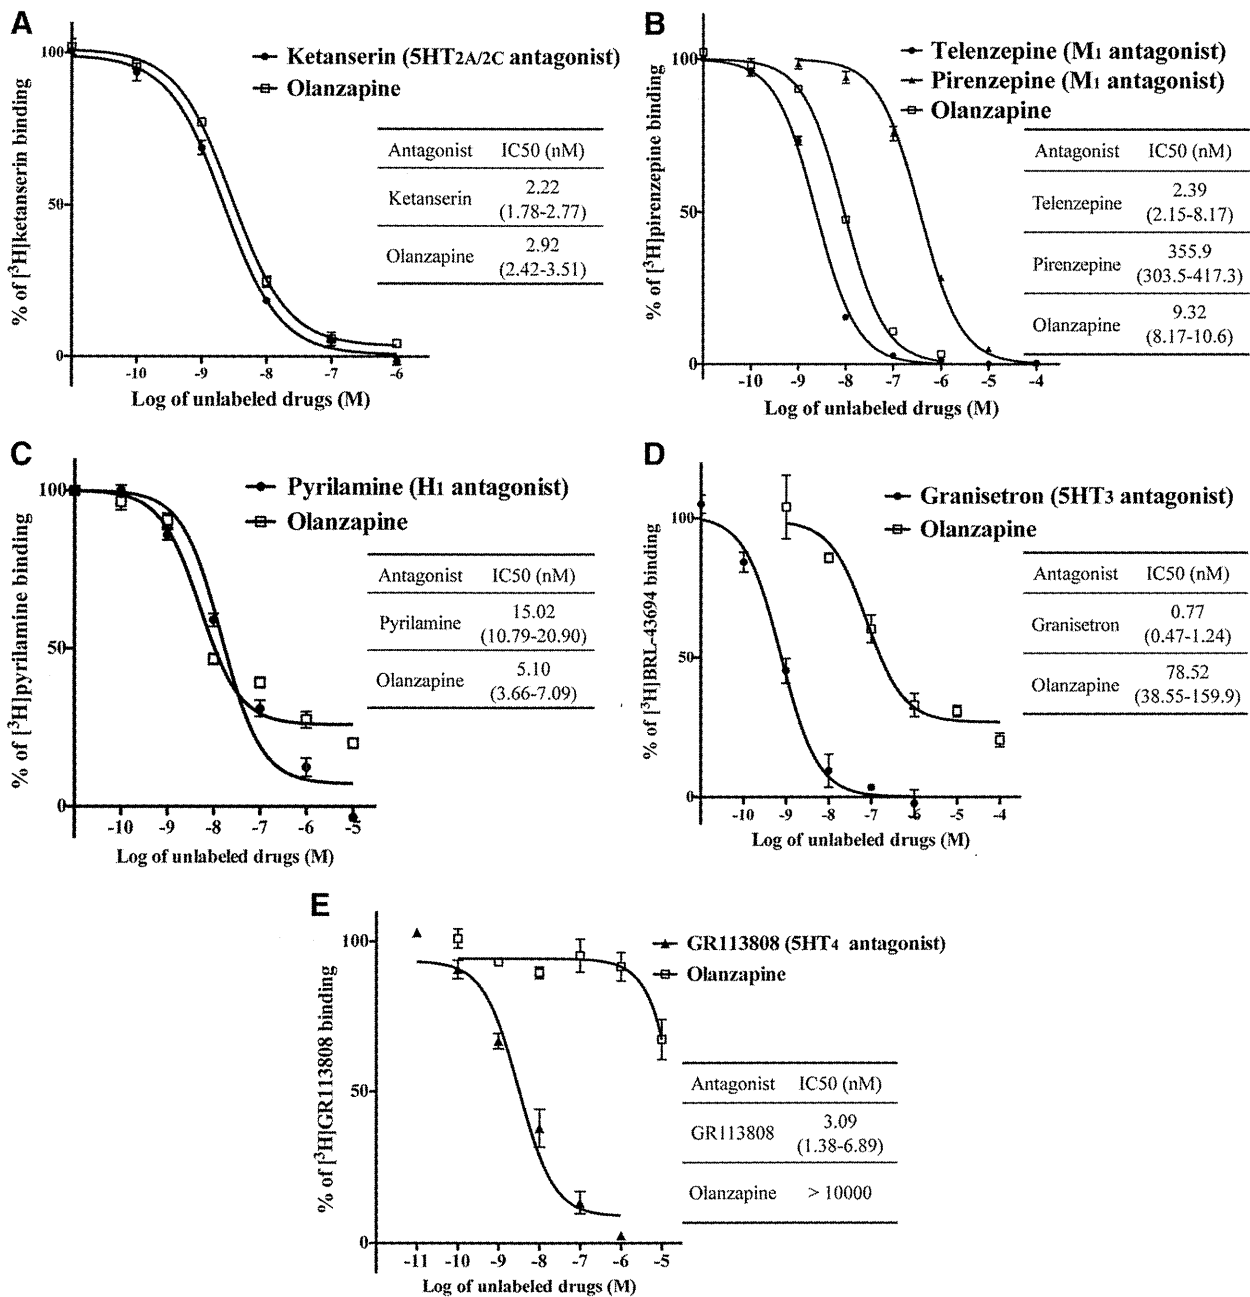 A
Ketanserin (5HT2A/2C antagonist)
Olanzapine
% of [³H]ketanserin binding
100
50
0
-10 -9 -8 -7 -6
Log of unlabeled drugs (M)
Antagonist IC50 (nM)
Ketanserin 2.22
(1.78-2.77)
Olanzapine 2.92
(2.42-3.51)
B
Telenzepine (M1 antagonist)
Pirenzepine (M1 antagonist)
Olanzapine
% of [³H]pirenzepine binding
100
50
0
-10 -9 -8 -7 -6 -5 -4
Log of unlabeled drugs (M)
Antagonist IC50 (nM)
Telenzepine 2.39
(2.15-8.17)
Pirenzepine 355.9
(303.5-417.3)
Olanzapine 9.32
(8.17-10.6)
C
Pyrilamine (H1 antagonist)
Olanzapine
% of [³H]pyrilamine binding
100
50
0
-10 -9 -8 -7 -6 -5
Log of unlabeled drugs (M)
Antagonist IC50 (nM)
Pyrilamine 15.02
(10.79-20.90)
Olanzapine 5.10
(3.66-7.09)
D
Granisetron (5HT3 antagonist)
Olanzapine
% of [³H]BRL-43694 binding
100
50
0
-10 -9 -8 -7 -6 -5 -4
Log of unlabeled drugs (M)
Antagonist IC50 (nM)
Granisetron 0.77
(0.47-1.24)
Olanzapine 78.52
(38.55-159.9)
E
GR113808 (5HT4 antagonist)
Olanzapine
% of [³H]GR113808 binding
100
50
0
-11 -10 -9 -8 -7 -6 -5
Log of unlabeled drugs (M)
Antagonist IC50 (nM)
GR113808 3.09
(1.38-6.89)
Olanzapine > 10000